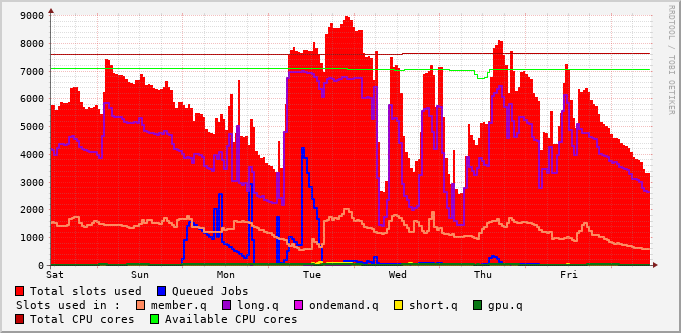 9000
8000
7000
6000
5000
4000
3000
2000
1000
0
Sat Sun Mon Tue Wed Thu Fri
RRDTOOL / TOBI OETIKER
Total slots used Queued Jobs
Slots used in : member.q long.q ondemand.q short.q gpu.q
Total CPU cores Available CPU cores